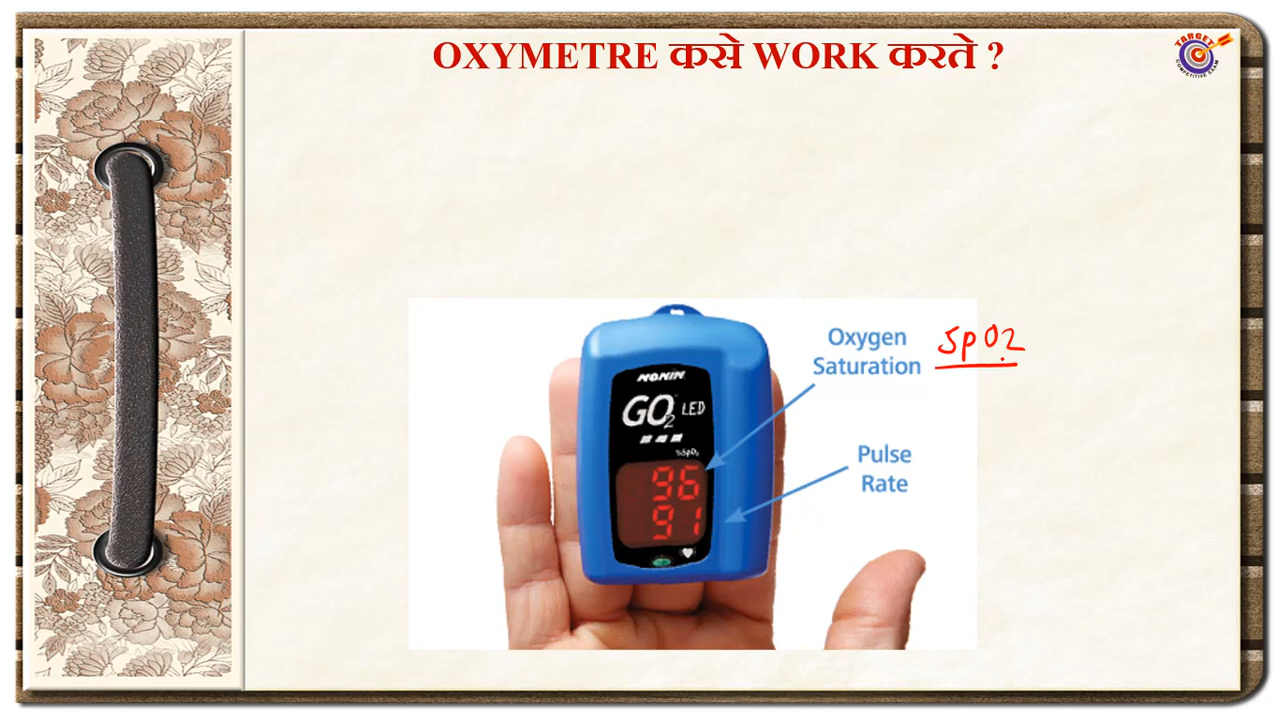 OXYMETRE कसे WORK करते ?
TARGET
COMPETITIVE EXAM
Oxygen
Saturation
SpO2
NONIN
GO2 LED
%SpO2
96
91
Pulse
Rate